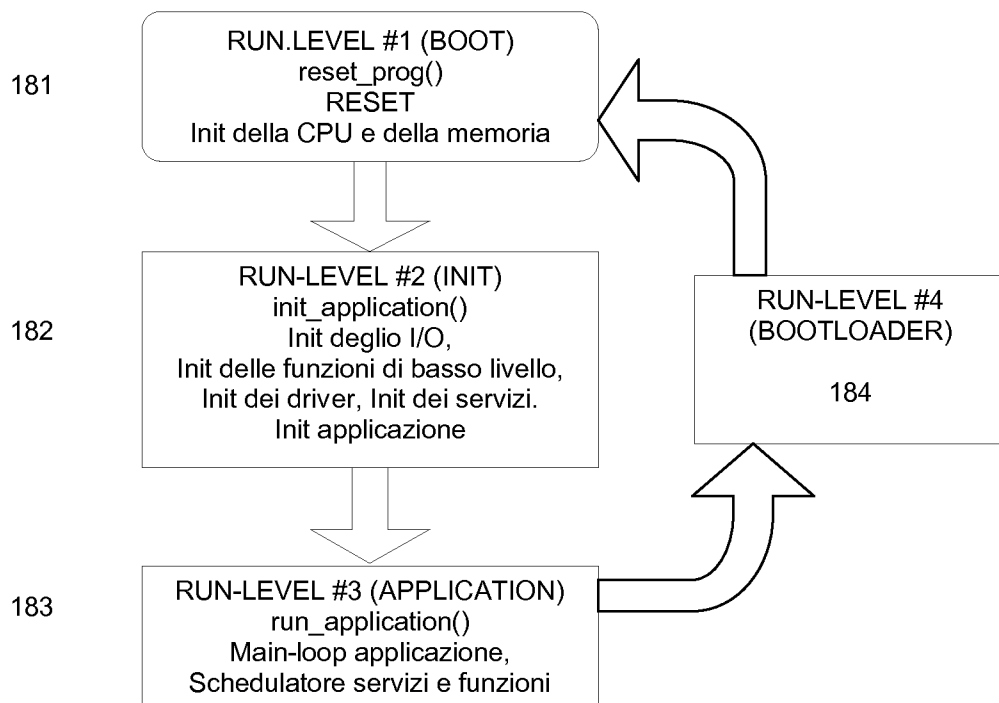 181
RUN.LEVEL #1 (BOOT)
reset_prog()
RESET
Init della CPU e della memoria
182
RUN-LEVEL #2 (INIT)
init_application()
Init deglio I/O,
Init delle funzioni di basso livello,
Init dei driver, Init dei servizi.
Init applicazione
RUN-LEVEL #4
(BOOTLOADER)
184
183
RUN-LEVEL #3 (APPLICATION)
run_application()
Main-loop applicazione,
Schedulatore servizi e funzioni